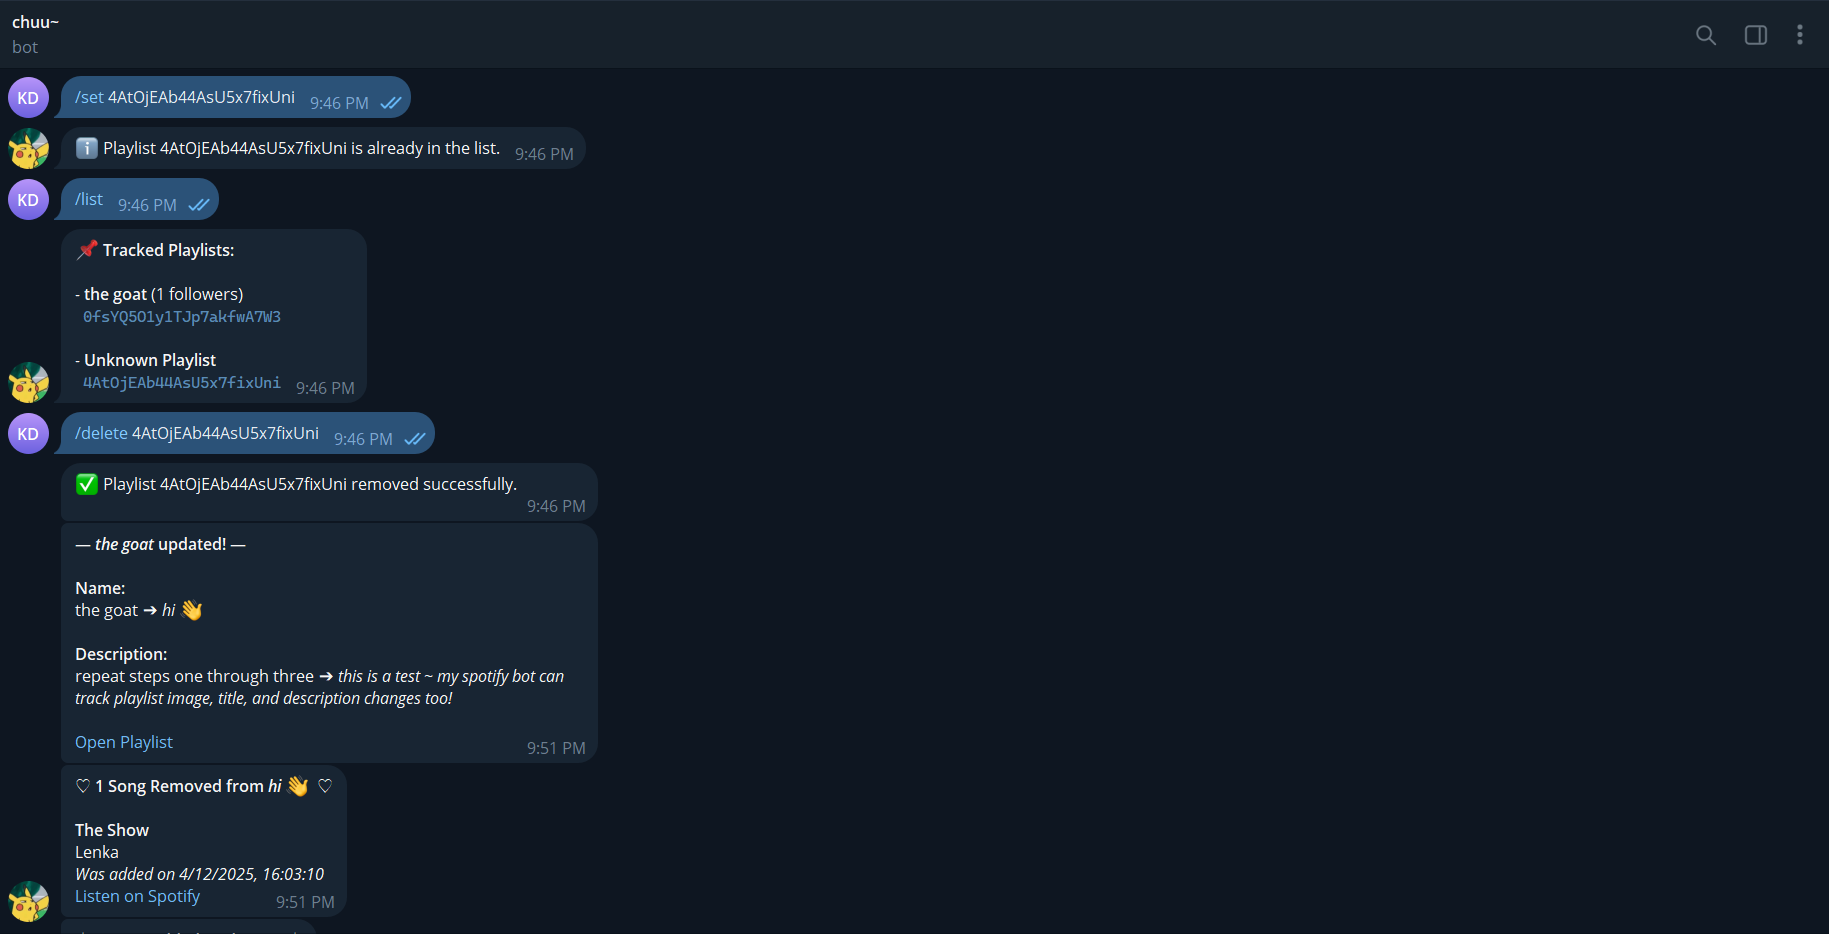 chuu~
bot
KD
/set 4AtOjEAb44AsU5x7fixUni 9:46 PM
Playlist 4AtOjEAb44AsU5x7fixUni is already in the list. 9:46 PM
KD
/list 9:46 PM
Tracked Playlists:
- the goat (1 followers)
0fsYQ5O1y1TJp7akfwA7W3
- Unknown Playlist
4AtOjEAb44AsU5x7fixUni 9:46 PM
KD
/delete 4AtOjEAb44AsU5x7fixUni 9:46 PM
Playlist 4AtOjEAb44AsU5x7fixUni removed successfully.
9:46 PM
— the goat updated! —
Name:
the goat ➔ hi 👋
Description:
repeat steps one through three ➔ this is a test ~ my spotify bot can
track playlist image, title, and description changes too!
Open Playlist 9:51 PM
♡ 1 Song Removed from hi 👋 ♡
The Show
Lenka
Was added on 4/12/2025, 16:03:10
Listen on Spotify 9:51 PM